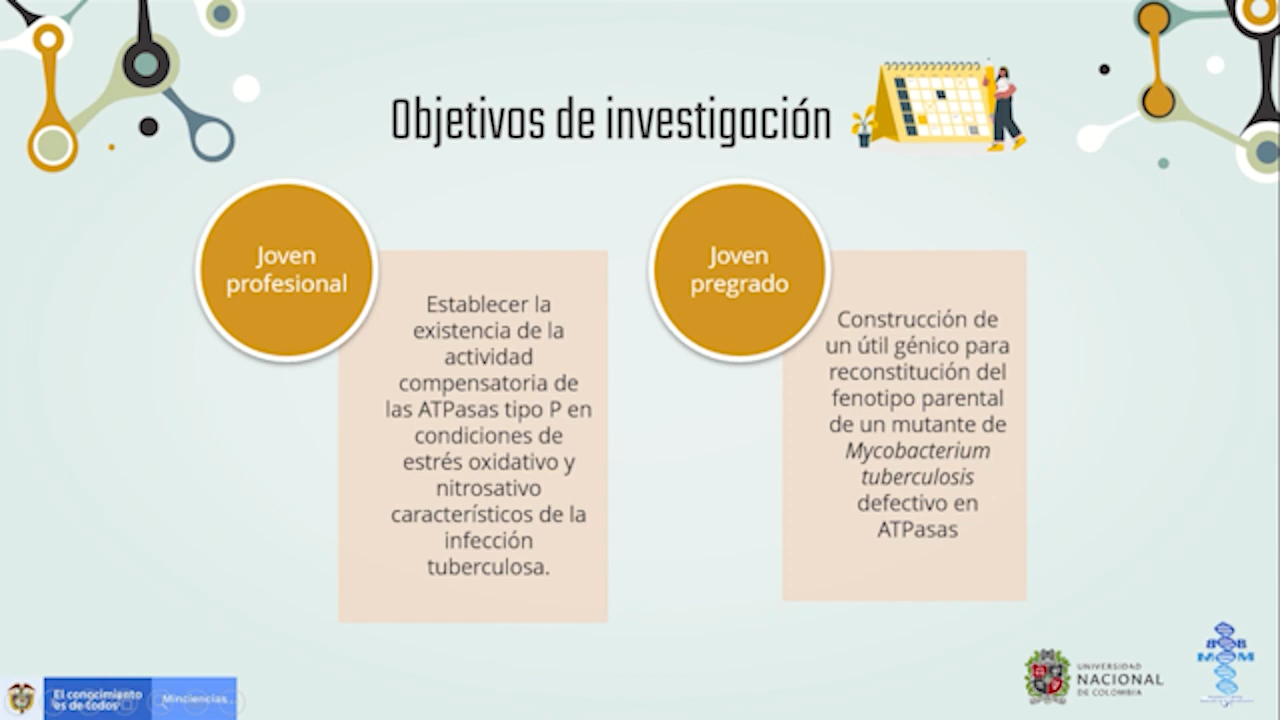 Objetivos de investigación
Joven
profesional
Establecer la
existencia de la
actividad
compensatoria de
las ATPasas tipo P en
condiciones de
estrés oxidativo y
nitrosativo
característicos de la
infección
tuberculosa.
Joven
pregrado
Construcción de
un útil génico para
reconstitución del
fenotipo parental
de un mutante de
Mycobacterium
tuberculosis
defectivo en
ATPasas
El conocimiento
es de todos
Minciencias
UNIVERSIDAD
NACIONAL
DE COLOMBIA